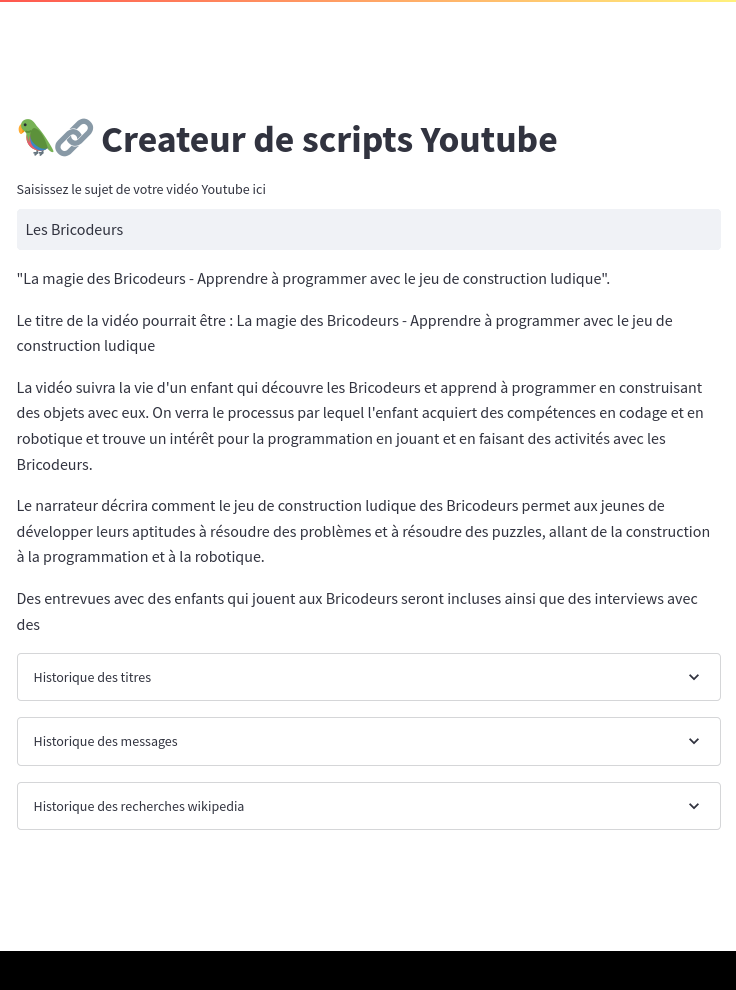 Createur de scripts Youtube
Saisissez le sujet de votre vidéo Youtube ici
Les Bricodeurs
"La magie des Bricodeurs - Apprendre à programmer avec le jeu de construction ludique".
Le titre de la vidéo pourrait être : La magie des Bricodeurs - Apprendre à programmer avec le jeu de
construction ludique
La vidéo suivra la vie d'un enfant qui découvre les Bricodeurs et apprend à programmer en construisant
des objets avec eux. On verra le processus par lequel l'enfant acquiert des compétences en codage et en
robotique et trouve un intérêt pour la programmation en jouant et en faisant des activités avec les
Bricodeurs.
Le narrateur décrira comment le jeu de construction ludique des Bricodeurs permet aux jeunes de
développer leurs aptitudes à résoudre des problèmes et à résoudre des puzzles, allant de la construction
à la programmation et à la robotique.
Des entrevues avec des enfants qui jouent aux Bricodeurs seront incluses ainsi que des interviews avec
des
Historique des titres
Historique des messages
Historique des recherches wikipedia